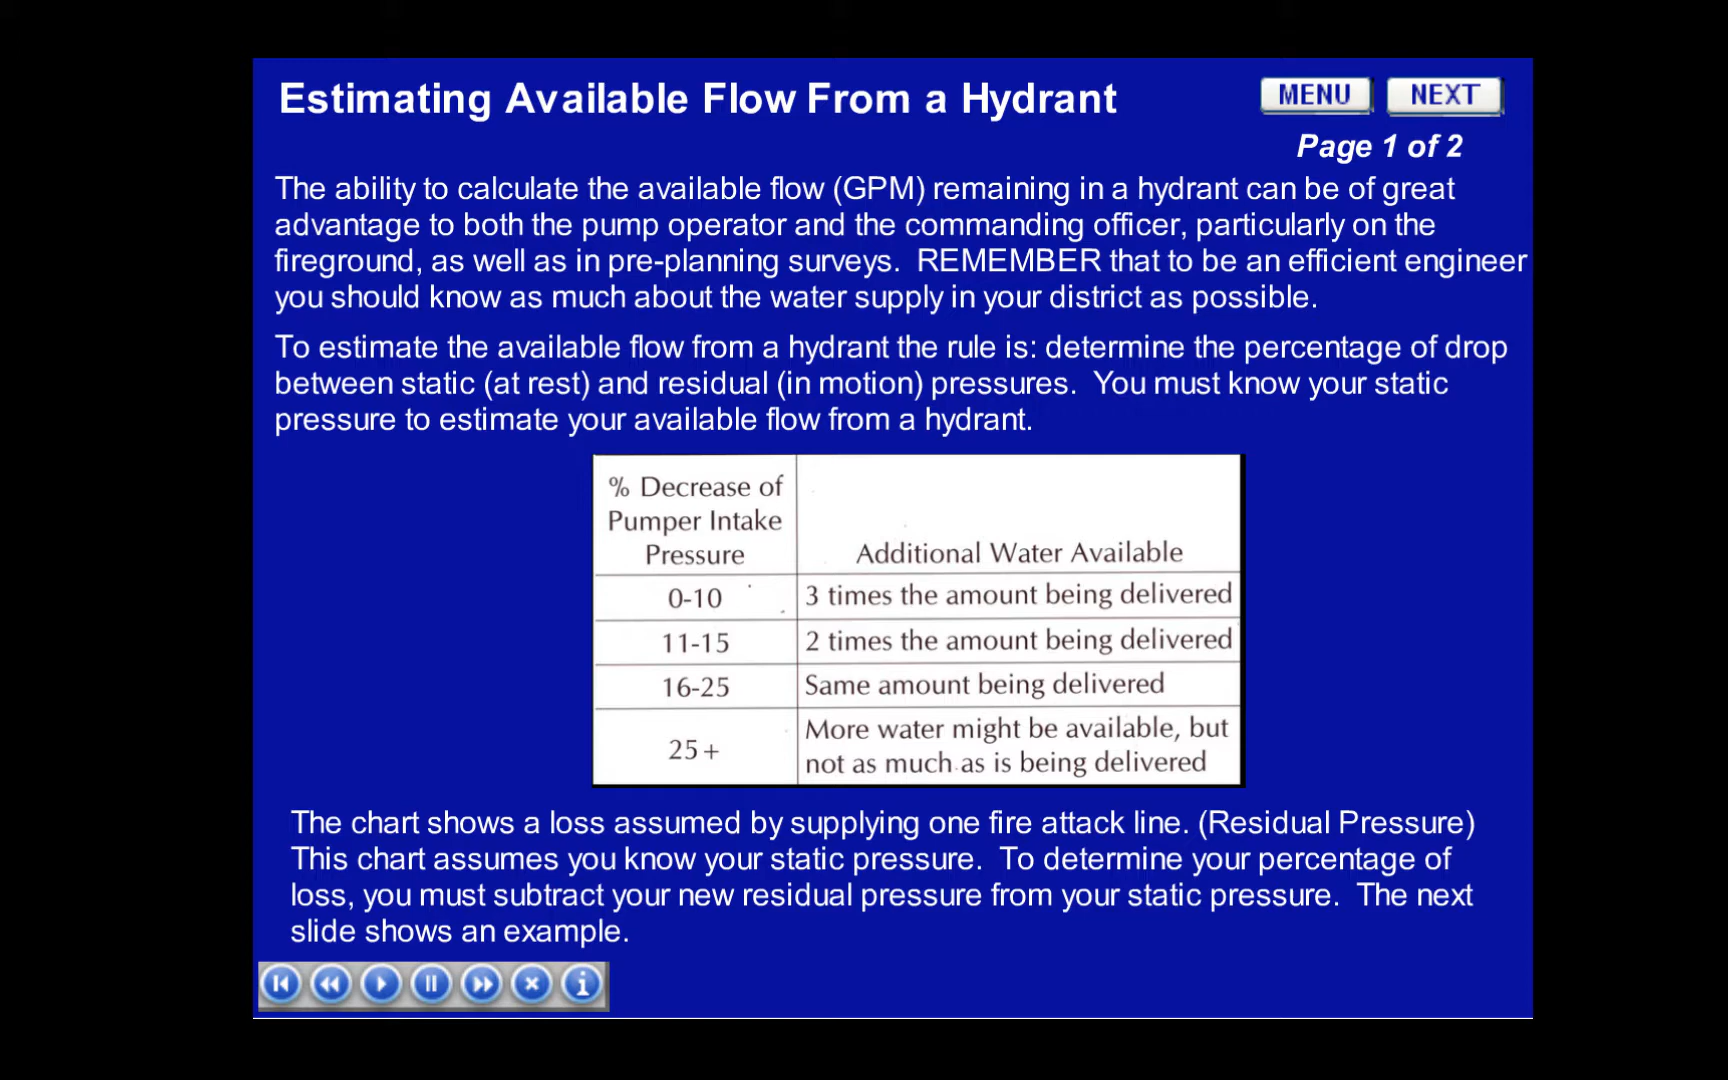 Estimating Available Flow From a Hydrant
MENU
NEXT
Page 1 of 2
The ability to calculate the available flow (GPM) remaining in a hydrant can be of great
advantage to both the pump operator and the commanding officer, particularly on the
fireground, as well as in pre-planning surveys.  REMEMBER that to be an efficient engineer
you should know as much about the water supply in your district as possible.
To estimate the available flow from a hydrant the rule is: determine the percentage of drop
between static (at rest) and residual (in motion) pressures.  You must know your static
pressure to estimate your available flow from a hydrant.
% Decrease of
Pumper Intake
Pressure
Additional Water Available
0-10
3 times the amount being delivered
11-15
2 times the amount being delivered
16-25
Same amount being delivered
25+
More water might be available, but
not as much as is being delivered
The chart shows a loss assumed by supplying one fire attack line. (Residual Pressure)
This chart assumes you know your static pressure.  To determine your percentage of
loss, you must subtract your new residual pressure from your static pressure.  The next
slide shows an example.